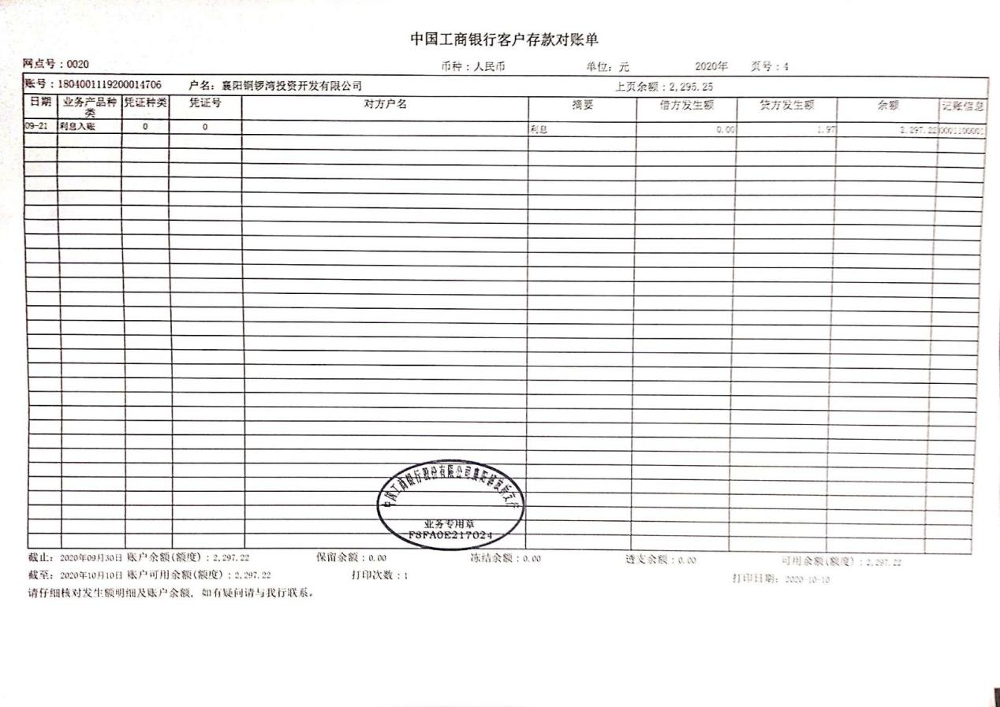 中国工商银行客户存款对账单
网点号：0020 币种：人民币 单位：元 2020年 页号：4
账号：1804001119200014706 户名：襄阳铜锣湾投资开发有限公司 上页余额：2,295.25
日期 业务产品种类 凭证种类 凭证号 对方户名 摘要 借方发生额 贷方发生额 余额 记账信息
09-21 利息入账 0 0 利息 0.00 1.97 2,297.22
中国工商银行股份有限公司襄阳
业务专用章
F8FA0E217024
截止：2020年09月30日 账户余额(额度)：2,297.22 保留余额：0.00 冻结余额：0.00 透支余额：0.00 可用余额(额度)：2,297.22
截至：2020年10月10日 账户可用余额(额度)：2,297.22 打印次数：1 打印日期：2020-10-10
请仔细核对发生额明细及账户余额，如有疑问请与我行联系。